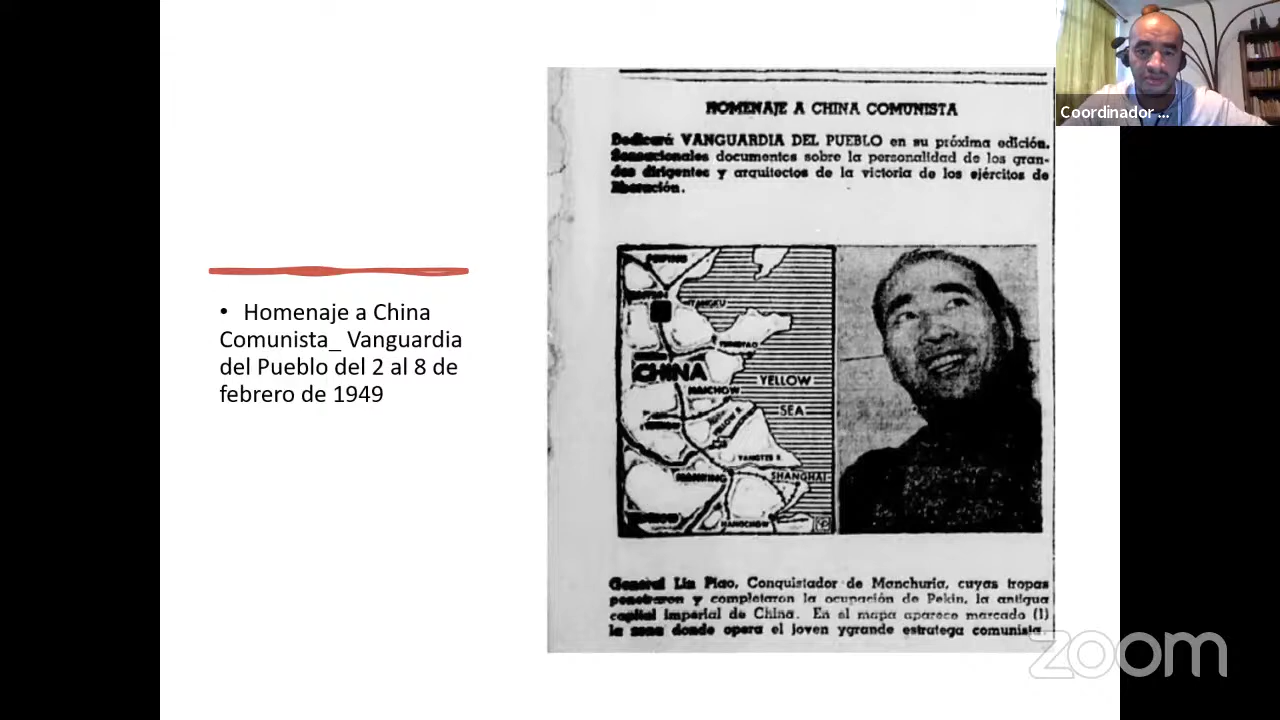 Coordinador ...
• Homenaje a China
Comunista_ Vanguardia
del Pueblo del 2 al 8 de
febrero de 1949
HOMENAJE A CHINA COMUNISTA
Dedicará VANGUARDIA DEL PUEBLO en su próxima edición.
Sensacionales documentos sobre la personalidad de los gran-
des dirigentes y arquitectos de la victoria de los ejércitos de
liberación.
CHINA
YELLOW
SEA
YANGTZE R.
SHANGHAI
NANKING
HANGCHOW
General Lin Piao, Conquistador de Manchuria, cuyas tropas
penetraron y completaron la ocupación de Pekin, la antigua
capital imperial de China. En el mapa aparece marcado (1)
la zona donde opera el joven ygrande estratega comunista.
zoom